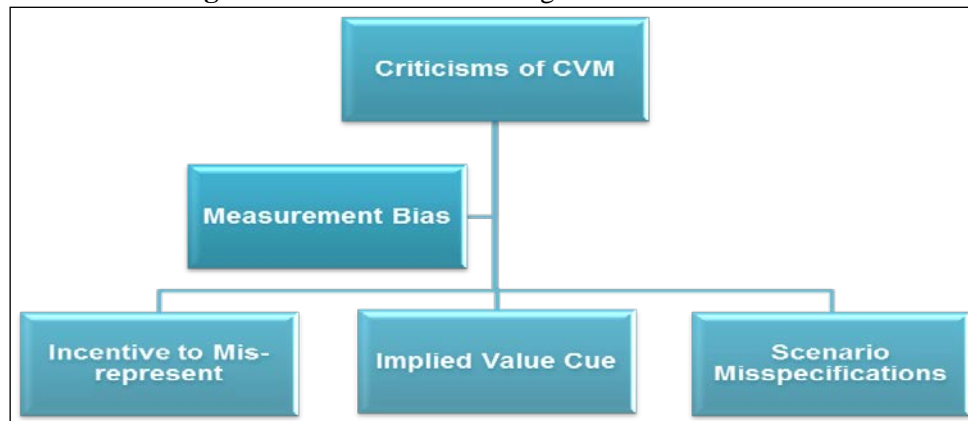 Criticisms of CVM
Measurement Bias
Incentive to Mis-
represent
Implied Value Cue
Scenario
Misspecifications